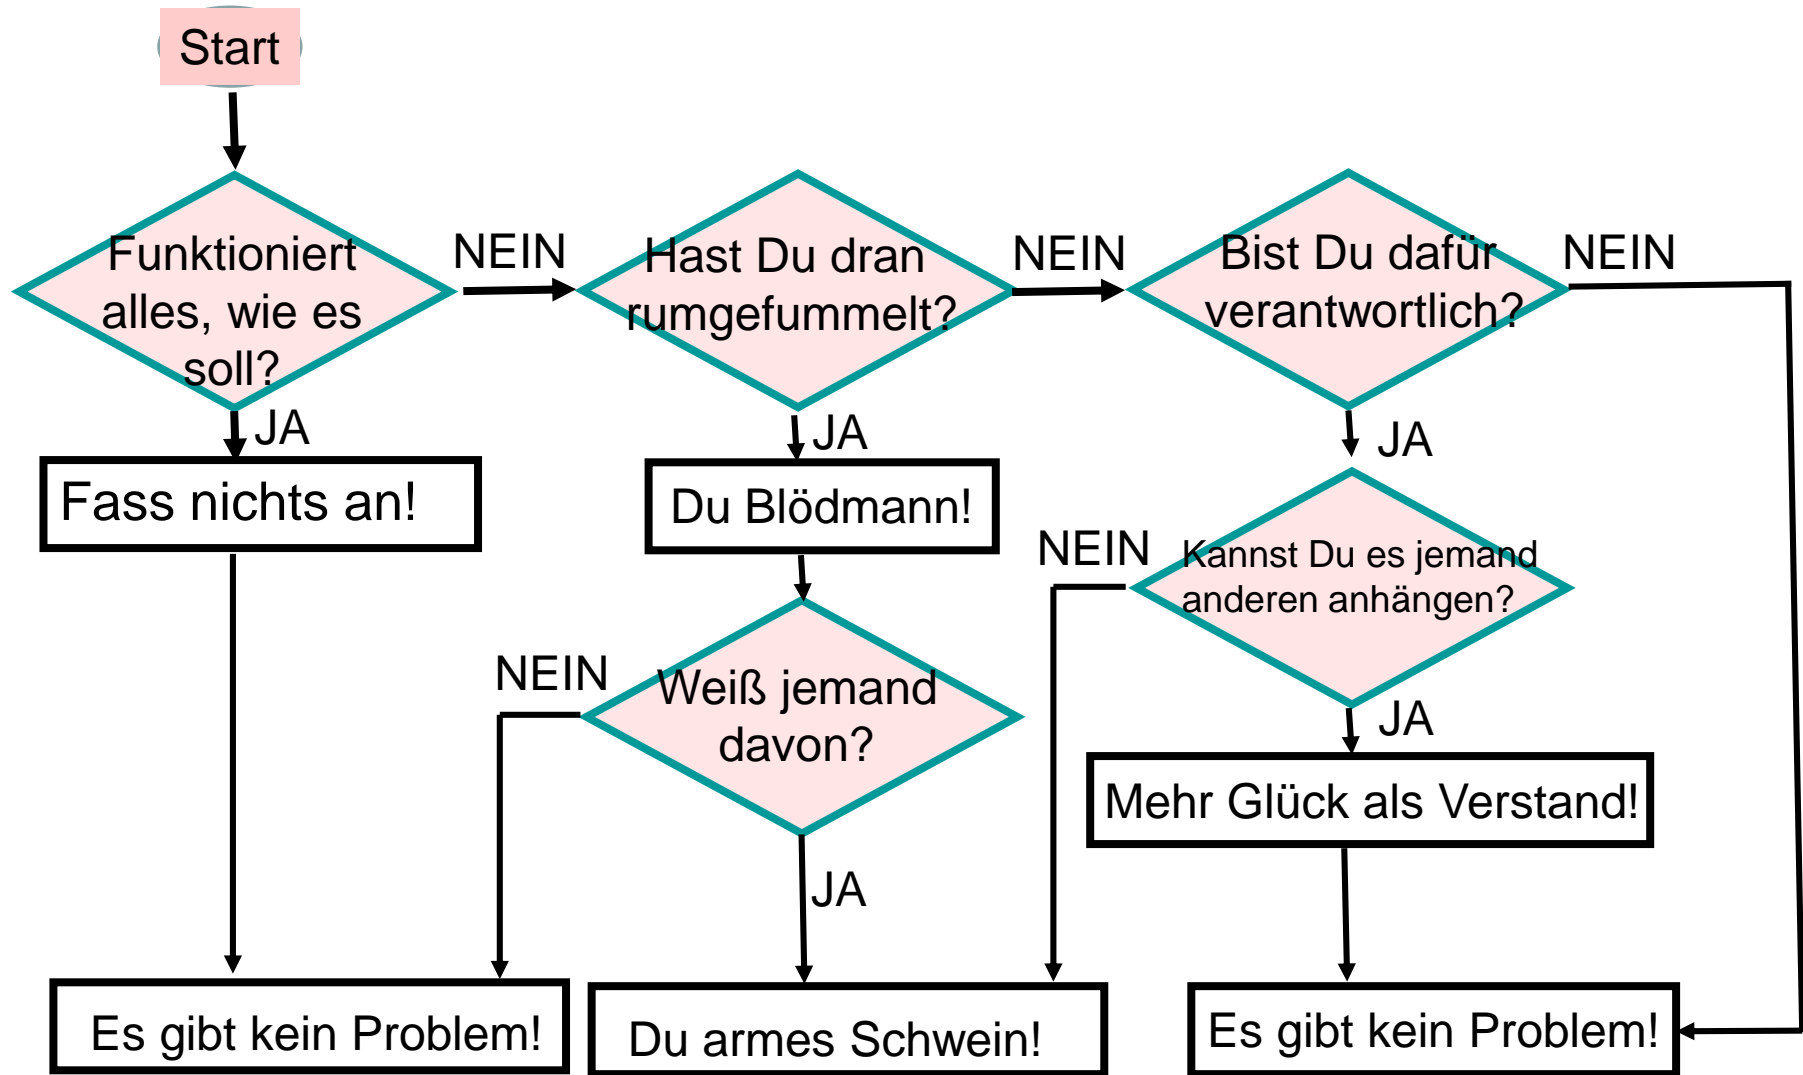 Start
Funktioniert
alles, wie es
soll?
NEIN
Hast Du dran
rumgefummelt?
NEIN
Bist Du dafür
verantwortlich?
NEIN
JA
JA
JA
Fass nichts an!
Du Blödmann!
NEIN
Kannst Du es jemand
anderen anhängen?
NEIN
Weiß jemand
davon?
JA
Mehr Glück als Verstand!
JA
Es gibt kein Problem!
Du armes Schwein!
Es gibt kein Problem!